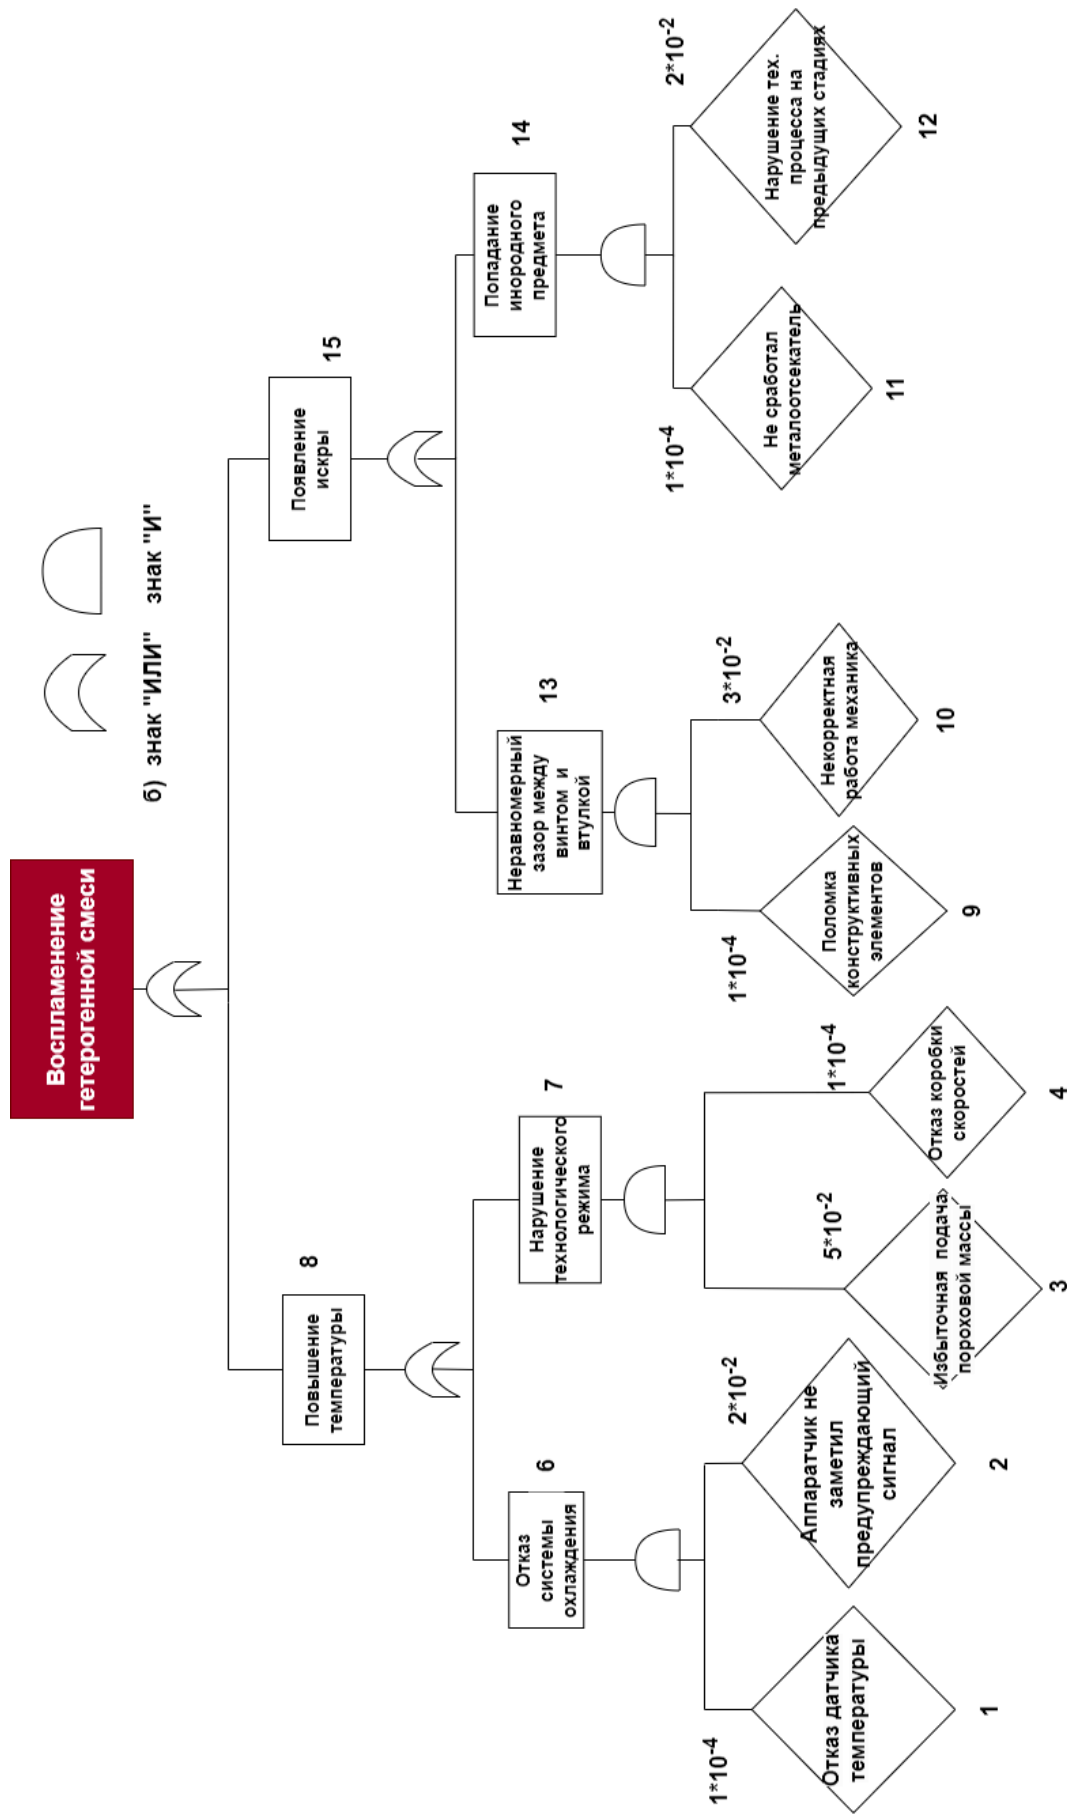 Воспламенение
гетерогенной смеси
б) знак "ИЛИ" знак "И"
Повышение
температуры
8
Появление
искры
15
Отказ
системы
охлаждения
6
Нарушение
технологического
режима
7
Неравномерный
зазор между
винтом и
втулкой
13
Попадание
инородного
предмета
14
1*10-4
Отказ датчика
температуры
1
2*10-2
Аппаратчик не
заметил
предупреждающий
сигнал
2
5*10-2
Избыточная подача
пороховой массы
3
1*10-4
Отказ коробки
скоростей
4
1*10-4
Поломка
конструктивных
элементов
9
3*10-2
Некорректная
работа механика
10
1*10-4
Не сработал
металоотсекатель
11
2*10-2
Нарушение тех.
процесса на
предыдущих стадиях
12